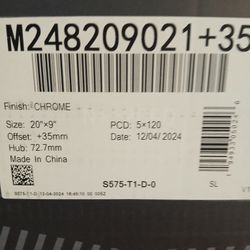 M248209021+35
Finish: CHROME
Size: 20"×9" PCD: 5×120
Offset: +35mm Date: 12/04/2024
Hub: 72.7mm
Made In China
S575-T1-D-0
SL